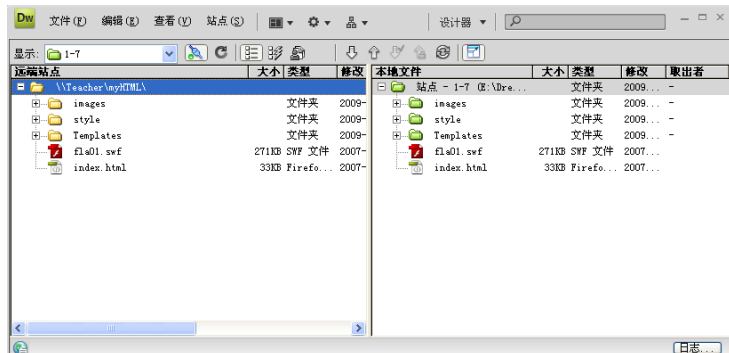 Dw 文件(F) 编辑(E) 查看(V) 站点(S) 设计器
显示: 1-7
远端站点 大小 类型 修改 本地文件 大小 类型 修改 取出者
\\Teacher\myHTML\ 站点 - 1-7 (E:\Dre... 文件夹 2009... -
images 文件夹 2009- images 文件夹 2009... -
style 文件夹 2009- style 文件夹 2009... -
Templates 文件夹 2009- Templates 文件夹 2009... -
fla01.swf 271KB SWF 文件 2007- fla01.swf 271KB SWF 文件 2007...
index.html 33KB Firefo... 2007- index.html 33KB Firefo... 2007...
日志...